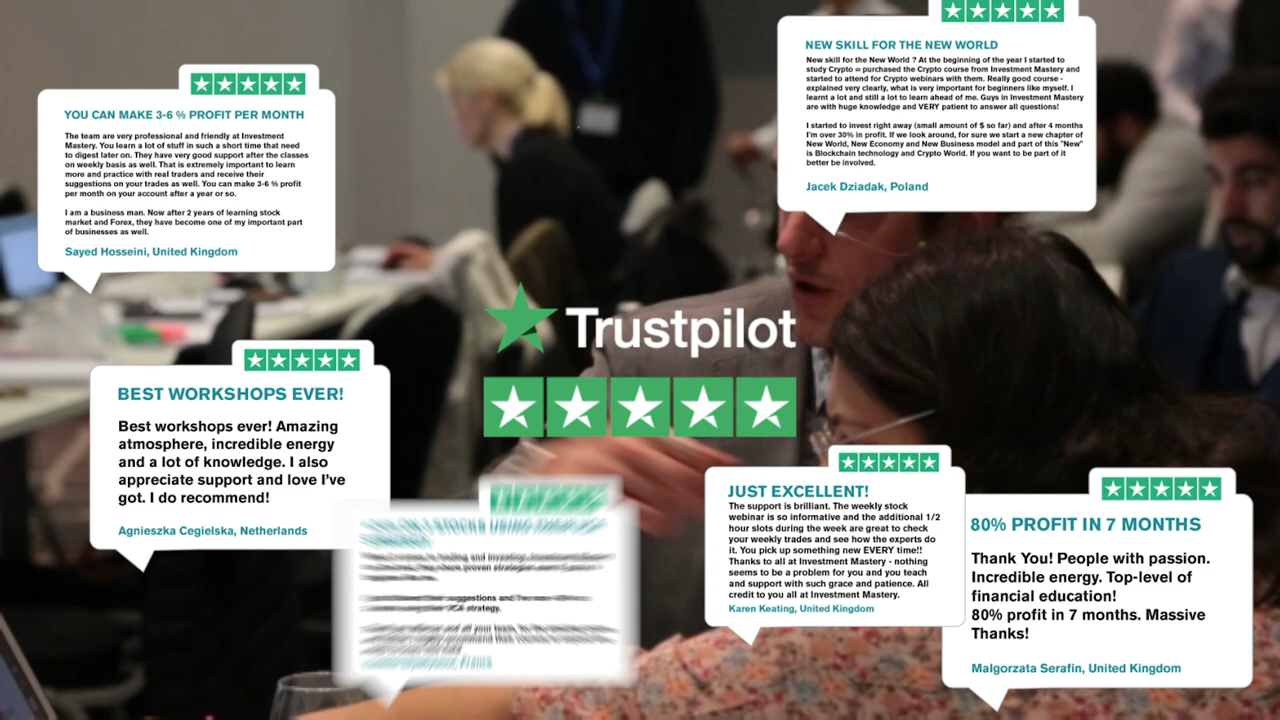 NEW SKILL FOR THE NEW WORLD
New skill for the New World ? At the beginning of the year I started to
study Crypto = purchased the Crypto course from Investment Mastery and
started to attend for Crypto webinars with them. Really good course -
explained very clearly, what is very important for beginners like myself. I
learnt a lot and still a lot to learn ahead of me. Guys in Investment Mastery
are with huge knowledge and VERY patient to answer all questions!
I started to invest right away (small amount of $ so far) and after 4 months
I'm over 30% in profit. If we look around, for sure we start a new chapter of
New World, New Economy and New Business model and part of this "New"
is Blockchain technology and Crypto World. If you want to be part of it
better be involved.
Jacek Dziadak, Poland
YOU CAN MAKE 3-6 % PROFIT PER MONTH
The team are very professional and friendly at Investment
Mastery. You learn a lot of stuff in such a short time that need
to digest later on. They have very good support after the classes
on weekly basis as well. That is extremely important to learn
more and practice with real traders and receive their
suggestions on your trades as well. You can make 3-6 % profit
per month on your account after a year or so.
I am a business man. Now after 2 years of learning stock
market and Forex, they have become one of my important part
of businesses as well.
Sayed Hosseini, United Kingdom
Trustpilot
BEST WORKSHOPS EVER!
Best workshops ever! Amazing
atmosphere, incredible energy
and a lot of knowledge. I also
appreciate support and love I've
got. I do recommend!
Agnieszka Cegielska, Netherlands
strategy.
JUST EXCELLENT!
The support is brilliant. The weekly stock
webinar is so informative and the additional 1/2
hour slots during the week are great to check
your weekly trades and see how the experts do
it. You pick up something new EVERY time!!
Thanks to all at Investment Mastery - nothing
seems to be a problem for you and you teach
and support with such grace and patience. All
credit to you all at Investment Mastery.
Karen Keating, United Kingdom
80% PROFIT IN 7 MONTHS
Thank You! People with passion.
Incredible energy. Top-level of
financial education!
80% profit in 7 months. Massive
Thanks!
Malgorzata Serafin, United Kingdom